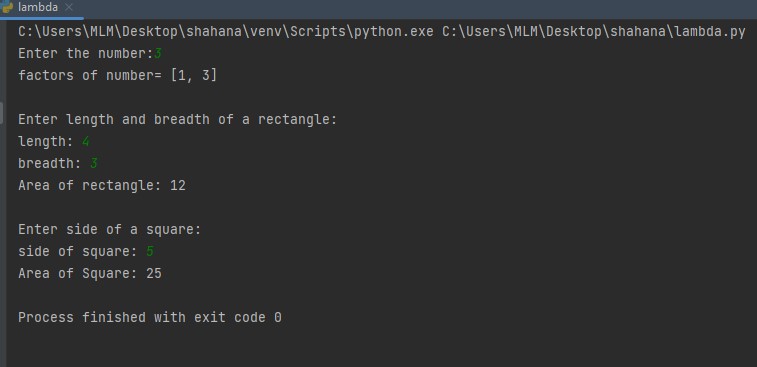 lambda
C:\Users\MLM\Desktop\shahana\venv\Scripts\python.exe C:\Users\MLM\Desktop\shahana\lambda.py
Enter the number:3
factors of number= [1, 3]
Enter length and breadth of a rectangle:
length: 4
breadth: 3
Area of rectangle: 12
Enter side of a square:
side of square: 5
Area of Square: 25
Process finished with exit code 0